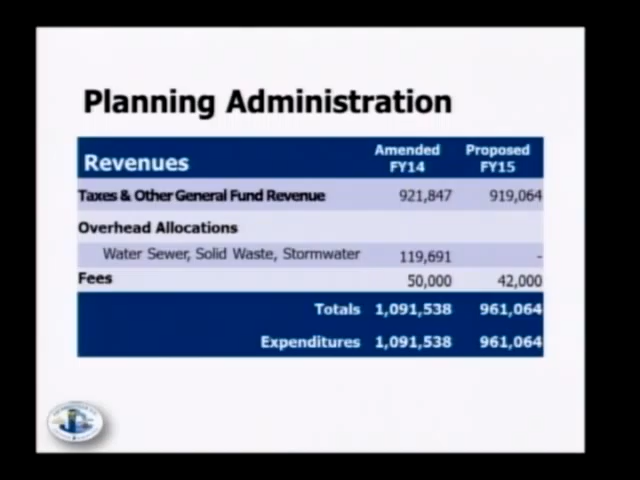 Planning Administration
Revenues Amended FY14 Proposed FY15
Taxes & Other General Fund Revenue 921,847 919,064
Overhead Allocations
Water Sewer, Solid Waste, Stormwater 119,691 -
Fees 50,000 42,000
Totals 1,091,538 961,064
Expenditures 1,091,538 961,064